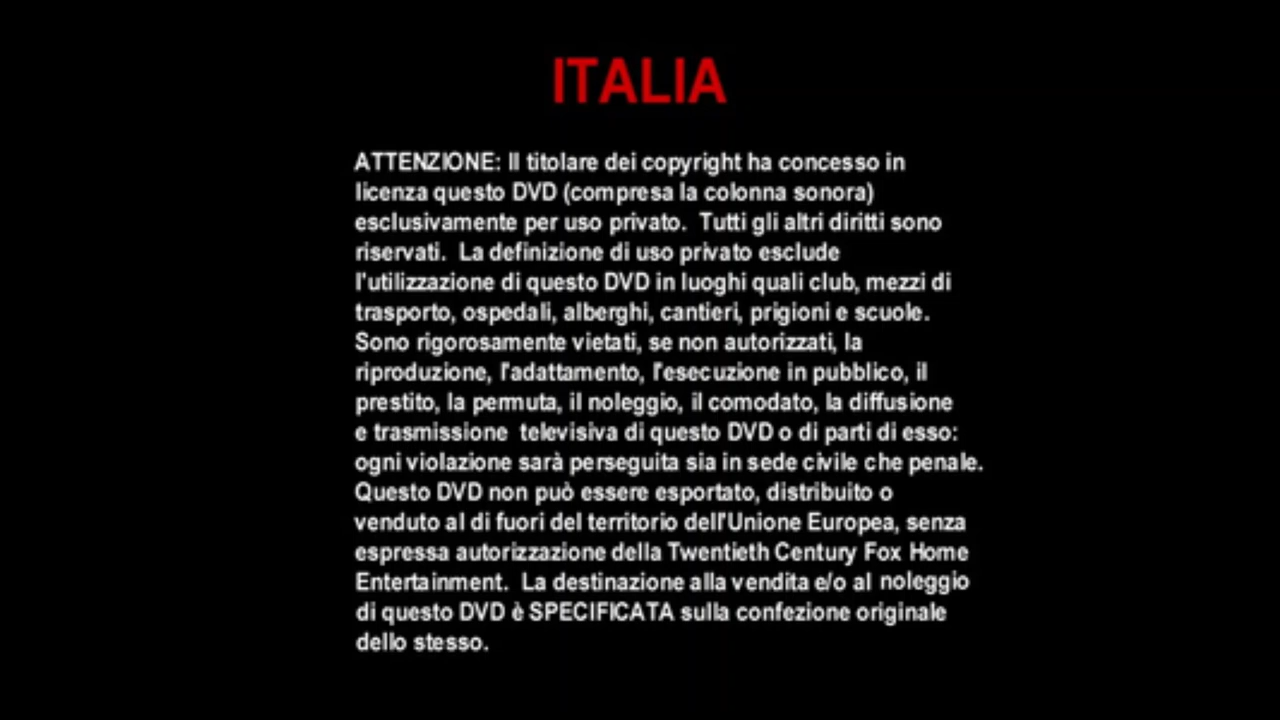 ITALIA
ATTENZIONE: Il titolare dei copyright ha concesso in
licenza questo DVD (compresa la colonna sonora)
esclusivamente per uso privato.  Tutti gli altri diritti sono
riservati.  La definizione di uso privato esclude
l'utilizzazione di questo DVD in luoghi quali club, mezzi di
trasporto, ospedali, alberghi, cantieri, prigioni e scuole.
Sono rigorosamente vietati, se non autorizzati, la
riproduzione, l'adattamento, l'esecuzione in pubblico, il
prestito, la permuta, il noleggio, il comodato, la diffusione
e trasmissione  televisiva di questo DVD o di parti di esso:
ogni violazione sarà perseguita sia in sede civile che penale.
Questo DVD non può essere esportato, distribuito o
venduto al di fuori del territorio dell'Unione Europea, senza
espressa autorizzazione della Twentieth Century Fox Home
Entertainment.  La destinazione alla vendita e/o al noleggio
di questo DVD è SPECIFICATA sulla confezione originale
dello stesso.